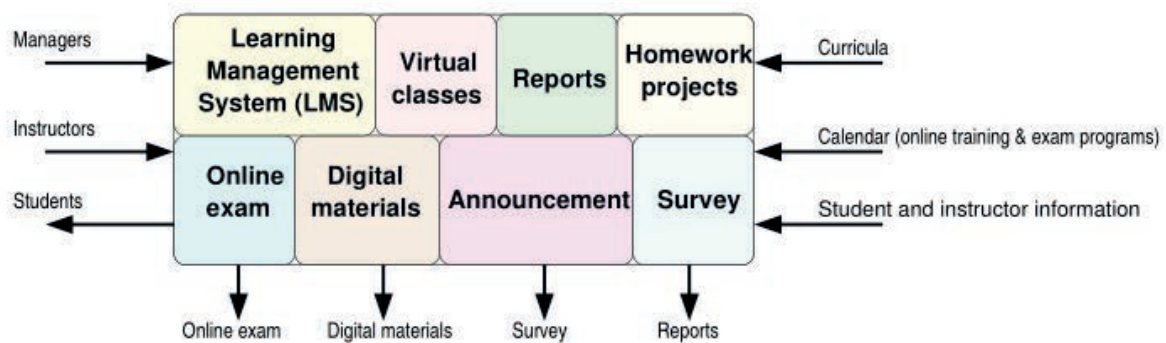 Managers
Instructors
Students
Learning
Management
System (LMS)
Virtual
classes
Reports
Homework
projects
Online
exam
Digital
materials
Announcement
Survey
Curricula
Calendar (online training & exam programs)
Student and instructor information
Online exam
Digital materials
Survey
Reports